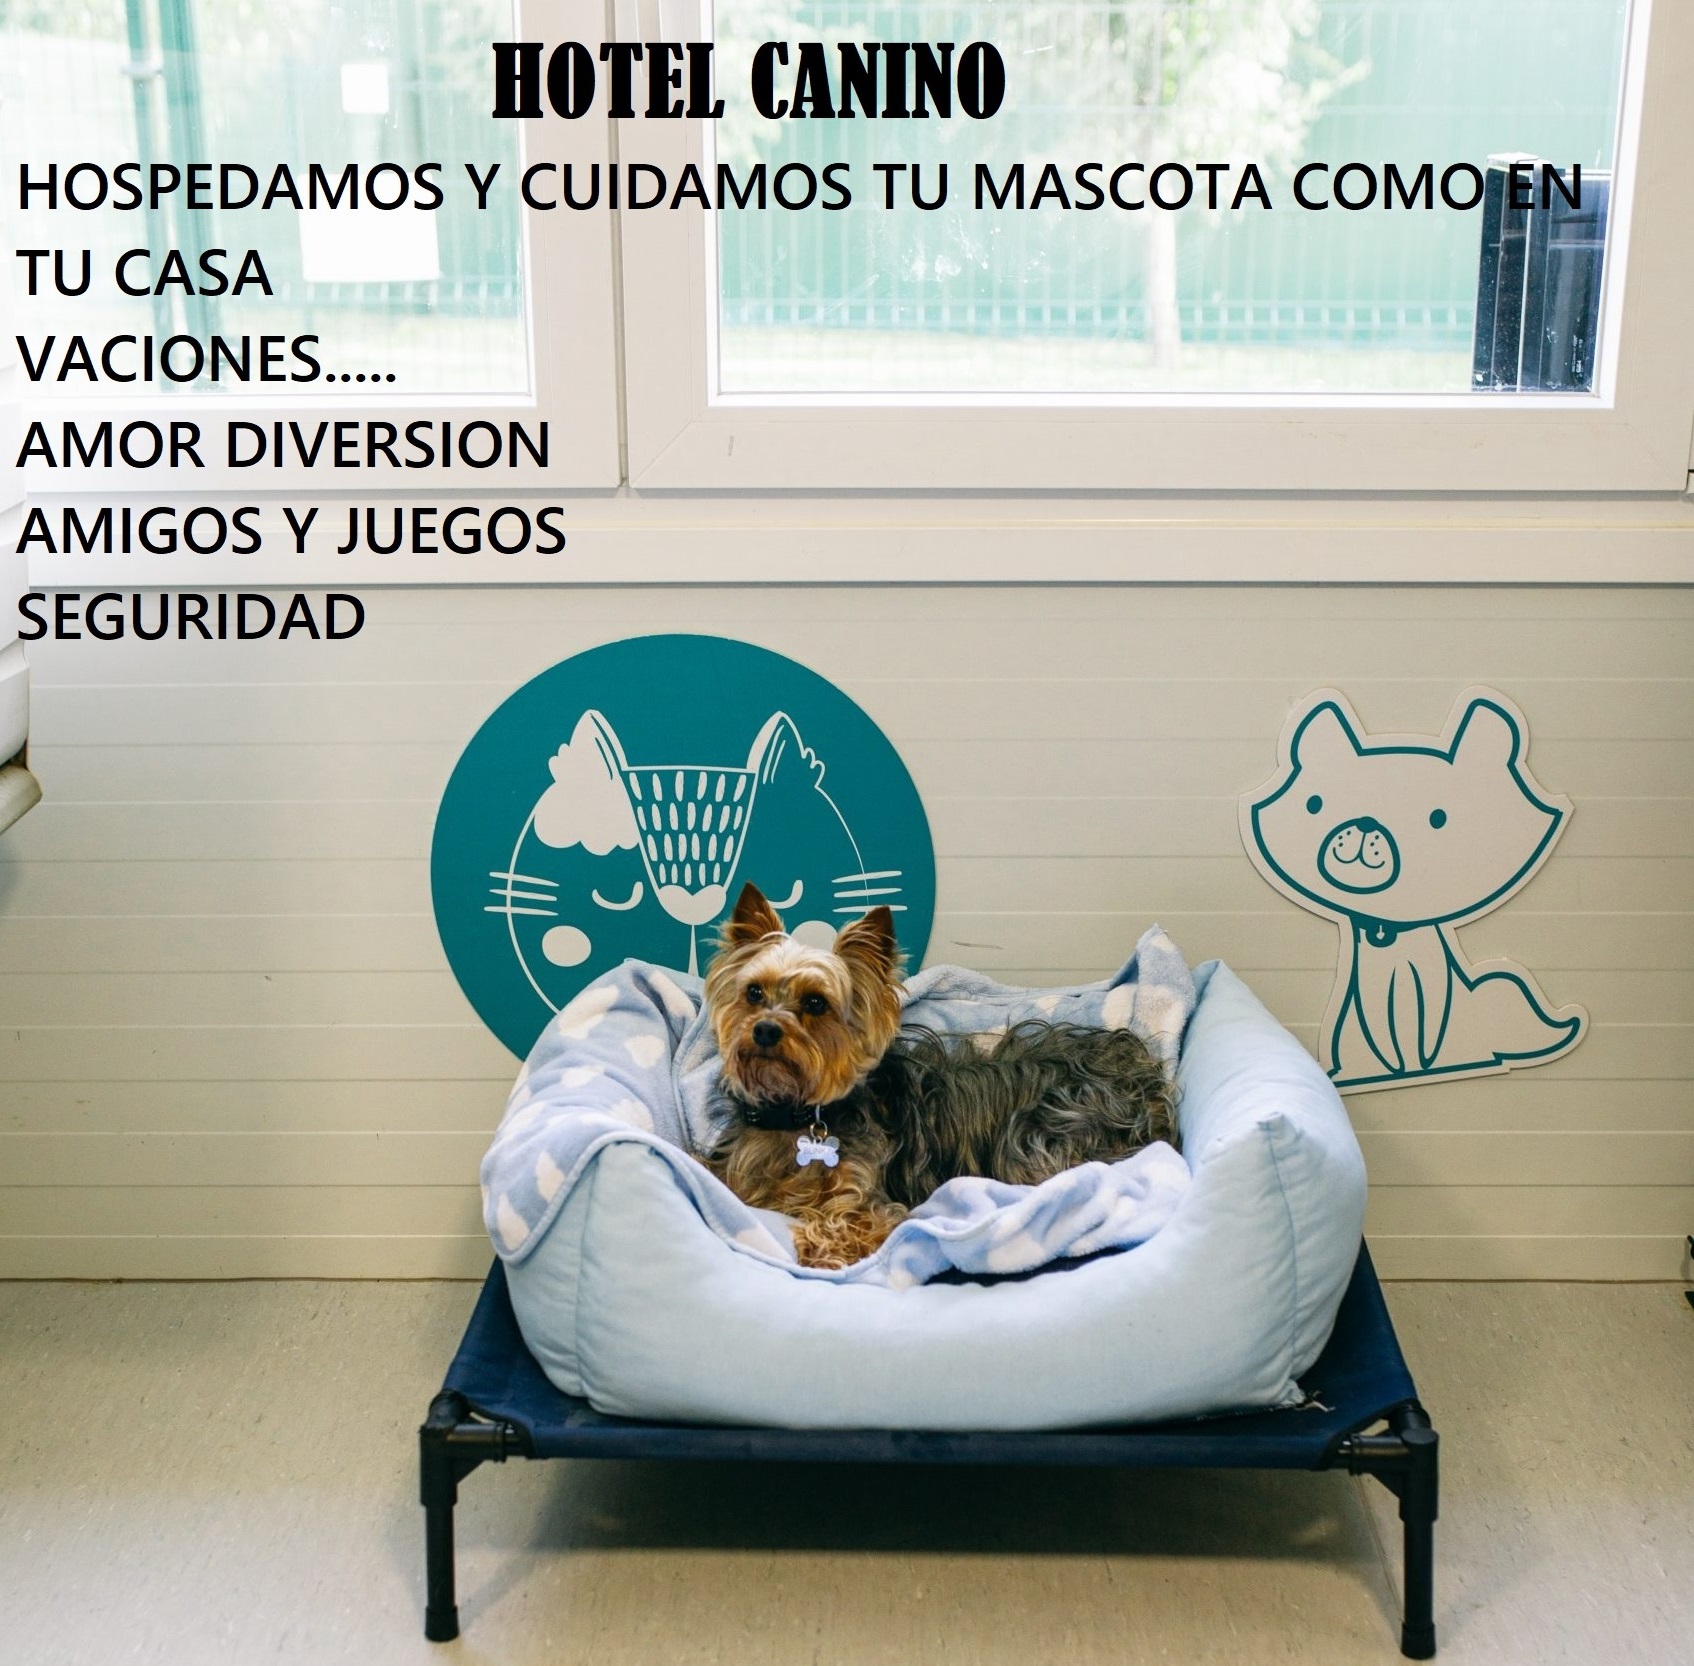 HOTEL CANINO
HOSPEDAMOS Y CUIDAMOS TU MASCOTA COMO EN
TU CASA
VACIONES.....
AMOR DIVERSION
AMIGOS Y JUEGOS
SEGURIDAD